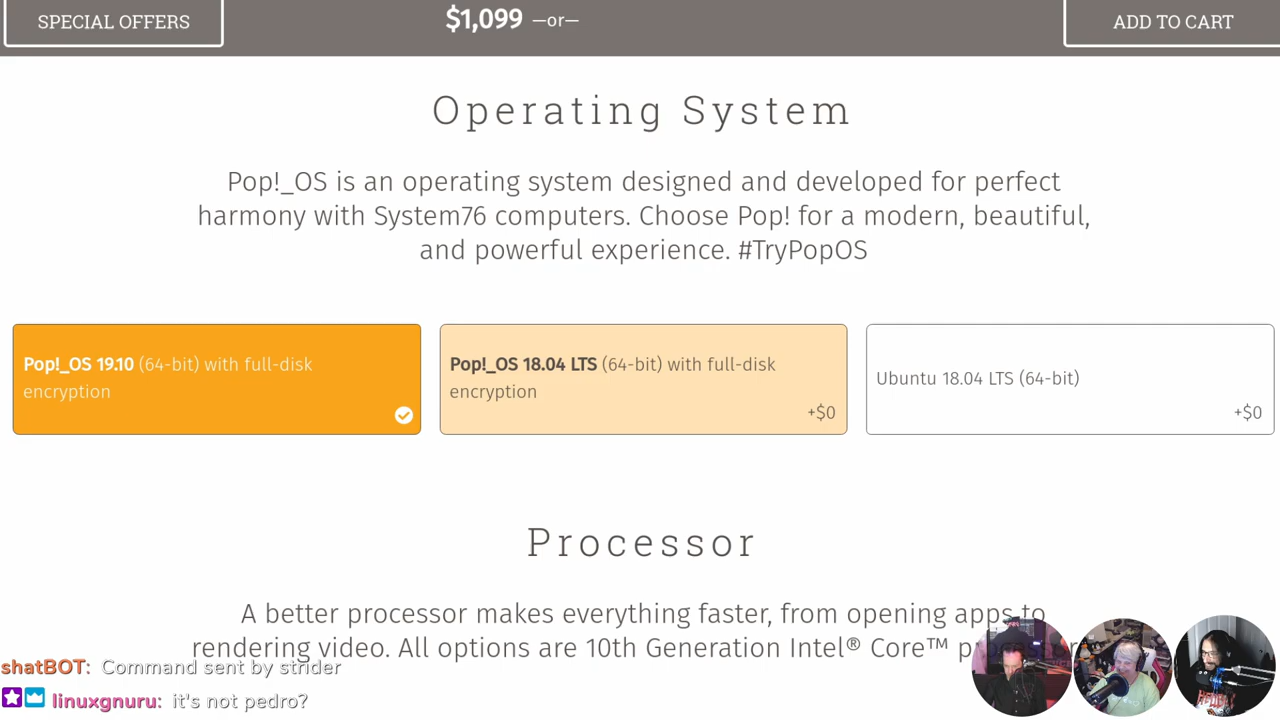 SPECIAL OFFERS
$1,099 —or—
ADD TO CART
Operating System
Pop!_OS is an operating system designed and developed for perfect
harmony with System76 computers. Choose Pop! for a modern, beautiful,
and powerful experience. #TryPopOS
Pop!_OS 19.10 (64-bit) with full-disk
encryption
Pop!_OS 18.04 LTS (64-bit) with full-disk
encryption
+$0
Ubuntu 18.04 LTS (64-bit)
+$0
Processor
A better processor makes everything faster, from opening apps to
rendering video. All options are 10th Generation Intel® Core™
shatBOT: Command sent by strider
linuxgnuru: it's not pedro?